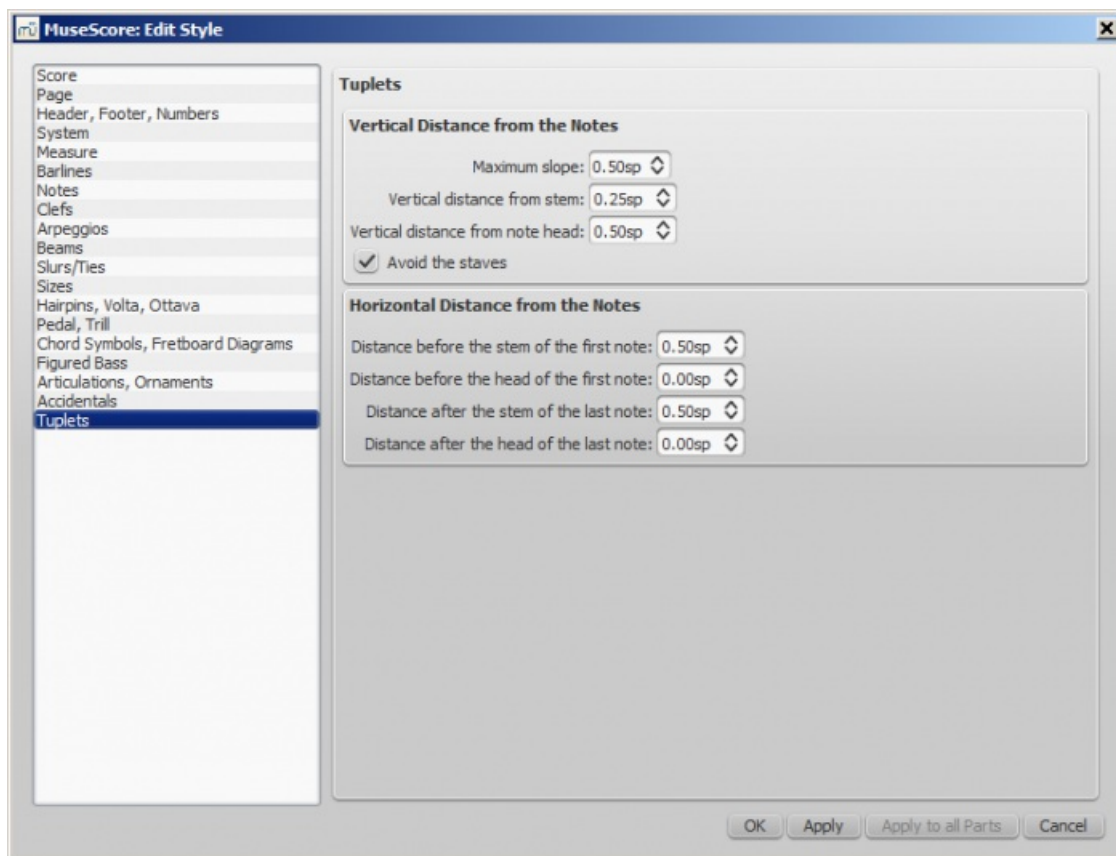 MuseScore: Edit Style
Score
Page
Header, Footer, Numbers
System
Measure
Barlines
Notes
Clefs
Arpeggios
Beams
Slurs/Ties
Sizes
Hairpins, Volta, Ottava
Pedal, Trill
Chord Symbols, Fretboard Diagrams
Figured Bass
Articulations, Ornaments
Accidentals
Tuplets
Tuplets
Vertical Distance from the Notes
Maximum slope: 0.50sp
Vertical distance from stem: 0.25sp
Vertical distance from note head: 0.50sp
Avoid the staves
Horizontal Distance from the Notes
Distance before the stem of the first note: 0.50sp
Distance before the head of the first note: 0.00sp
Distance after the stem of the last note: 0.50sp
Distance after the head of the last note: 0.00sp
OK Apply Apply to all Parts Cancel